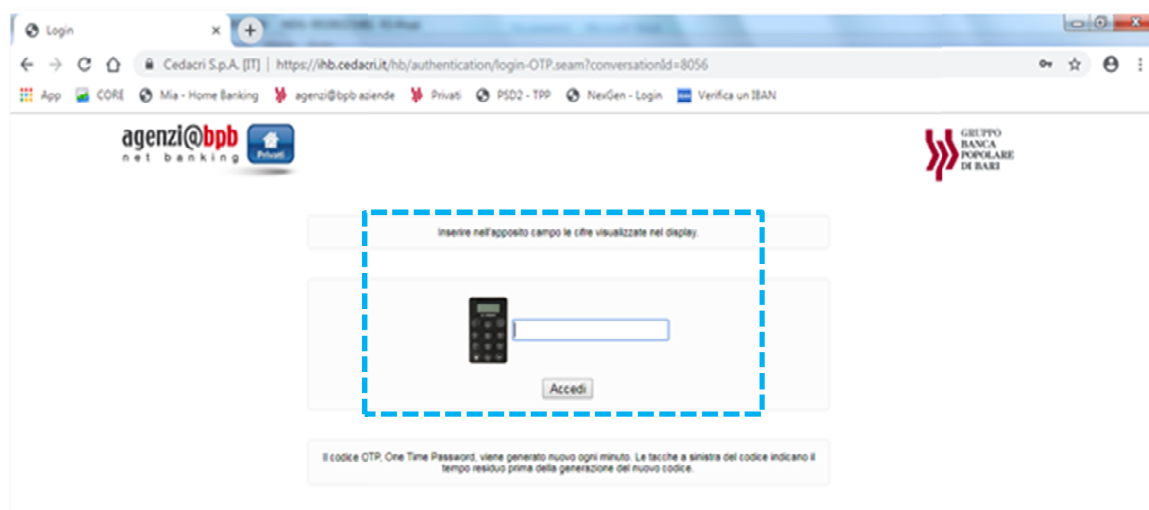 Login
Cedacri S.p.A. [IT] | https://ihb.cedacri.it/hb/authentication/login-OTP.seam?conversationId=8056
App CORE Mia - Home Banking agenzi@bpb aziende Privati PSD2 - TPP NexGen - Login Verifica un IBAN
agenzi@bpb
net banking
Privati
GRUPPO
BANCA
POPOLARE
DI BARI
Inserire nell'apposito campo le cifre visualizzate nel display.
Accedi
Il codice OTP, One Time Password, viene generato nuovo ogni minuto. Le tacche a sinistra del codice indicano il
tempo residuo prima della generazione del nuovo codice.